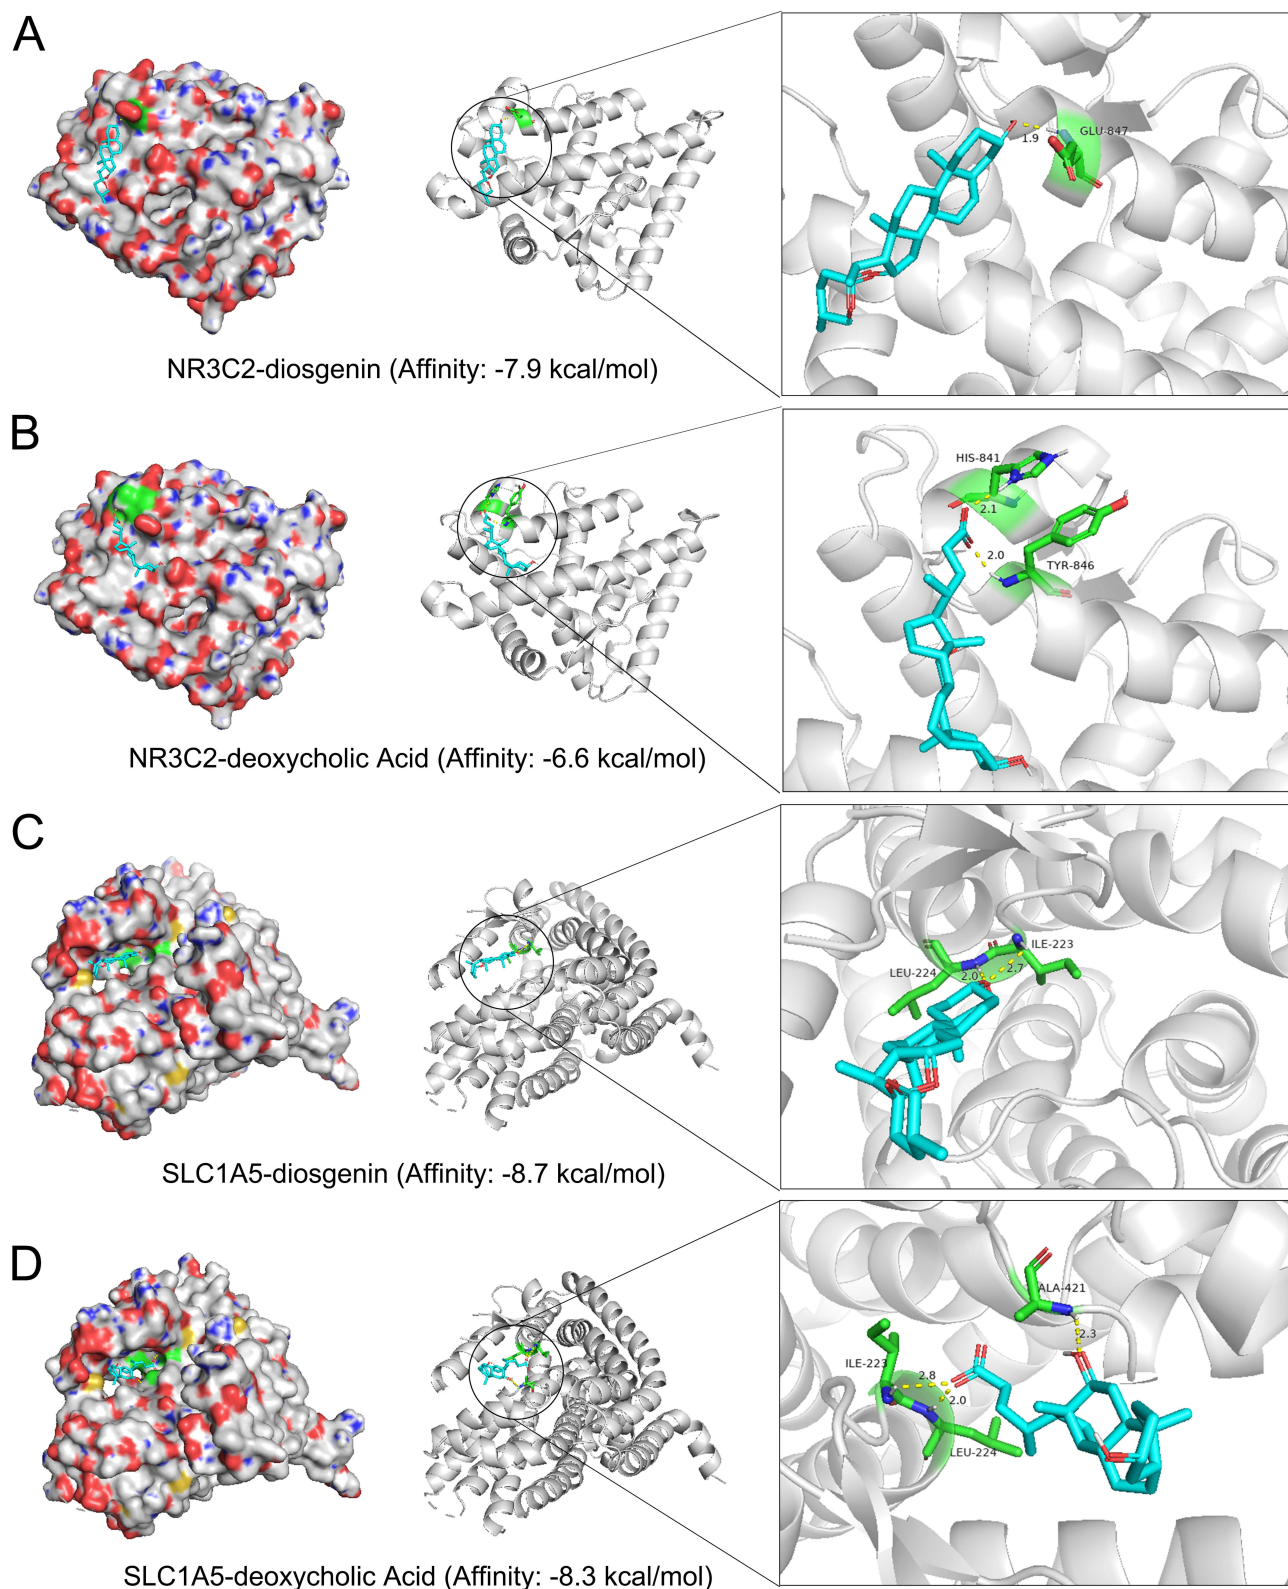 A
GLU-847
1.9
NR3C2-diosgenin (Affinity: -7.9 kcal/mol)
B
HIS-841
2.1
2.0
TYR-846
NR3C2-deoxycholic Acid (Affinity: -6.6 kcal/mol)
C
ILE-223
LEU-224
2.0
2.7
SLC1A5-diosgenin (Affinity: -8.7 kcal/mol)
D
ALA-421
2.3
ILE-223
2.8
2.0
LEU-224
SLC1A5-deoxycholic Acid (Affinity: -8.3 kcal/mol)